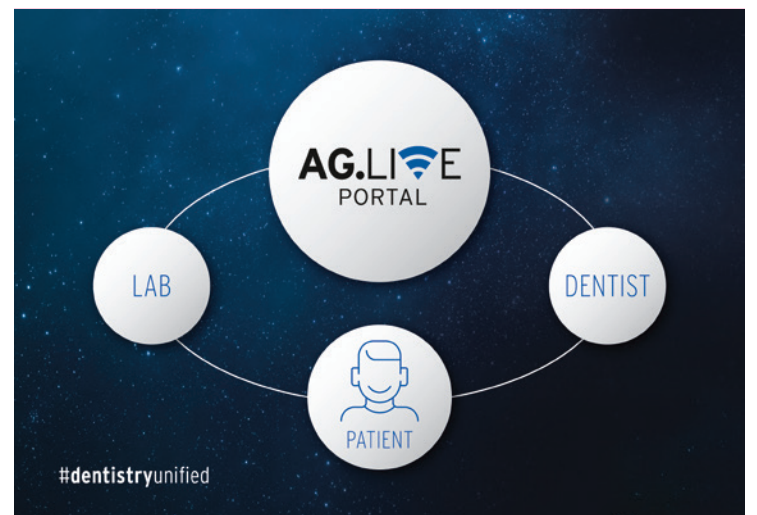 AG.LIVE
PORTAL
LAB
DENTIST
PATIENT
#dentistryunified